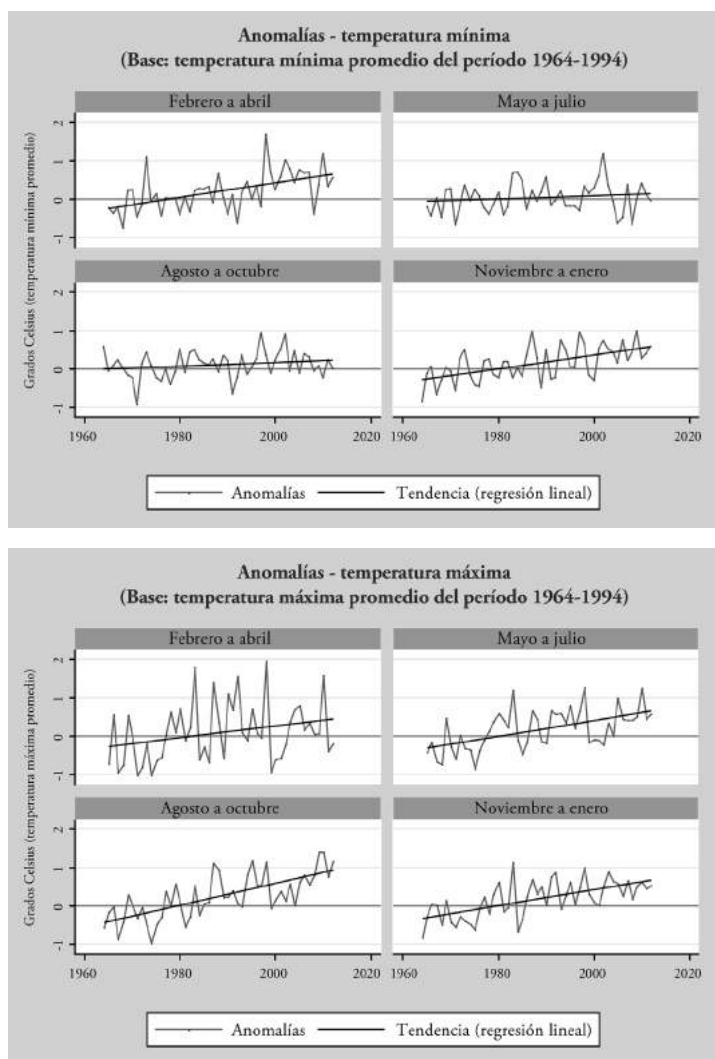 Anomalías - temperatura mínima
(Base: temperatura mínima promedio del período 1964-1994)
Grados Celsius (temperatura mínima promedio)
Febrero a abril
Mayo a julio
2
1
0
-1
Agosto a octubre
Noviembre a enero
2
1
0
-1
1960 1980 2000 2020 1960 1980 2000 2020
Anomalías Tendencia (regresión lineal)
Anomalías - temperatura máxima
(Base: temperatura máxima promedio del período 1964-1994)
Grados Celsius (temperatura máxima promedio)
Febrero a abril
Mayo a julio
2
1
0
-1
Agosto a octubre
Noviembre a enero
2
1
0
-1
1960 1980 2000 2020 1960 1980 2000 2020
Anomalías Tendencia (regresión lineal)